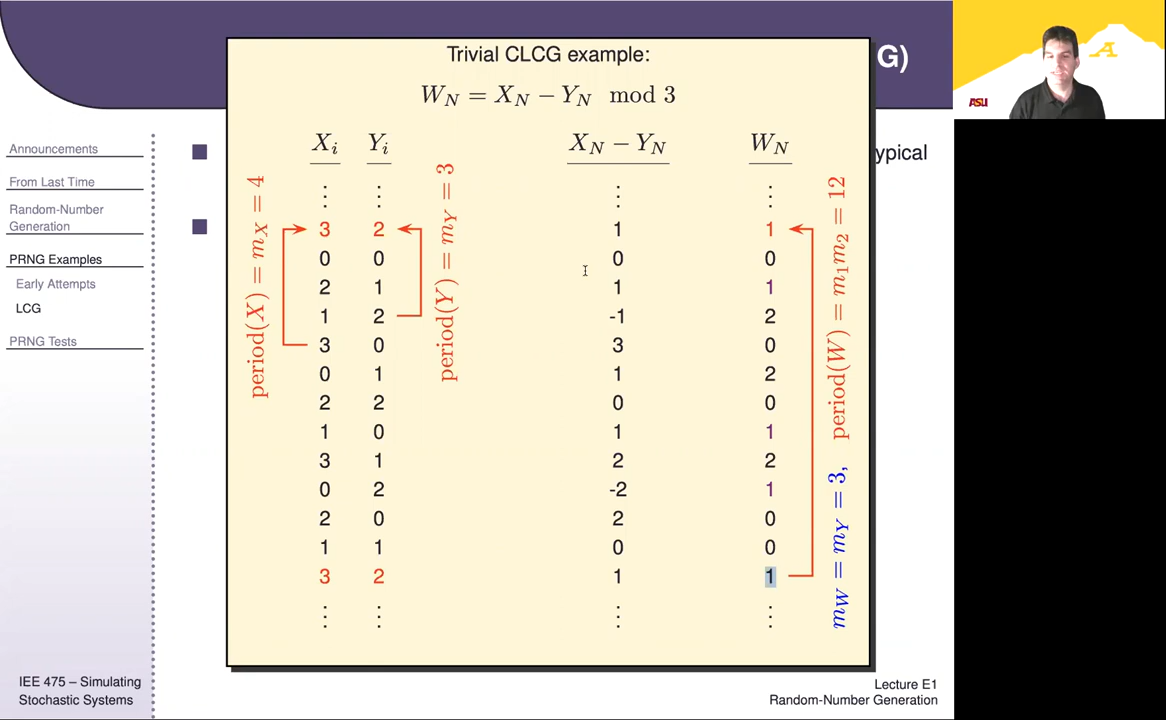 G)
Trivial CLCG example:
W_N = X_N − Y_N mod 3
X_i Y_i X_N − Y_N W_N
⋮ ⋮ ⋮ ⋮
3 2 1 1
0 0 0 0
2 1 1 1
1 2 -1 2
3 0 3 0
0 1 1 2
2 2 0 0
1 0 1 1
3 1 2 2
0 2 -2 1
2 0 2 0
1 1 0 0
3 2 1 1
⋮ ⋮ ⋮ ⋮
period(X) = m_X = 4
period(Y) = m_Y = 3
m_W = m_Y = 3, period(W) = m_1m_2 = 12
ypical
Announcements
From Last Time
Random-Number
Generation
PRNG Examples
Early Attempts
LCG
PRNG Tests
IEE 475 – Simulating
Stochastic Systems
Lecture E1
Random-Number Generation
A
ASU